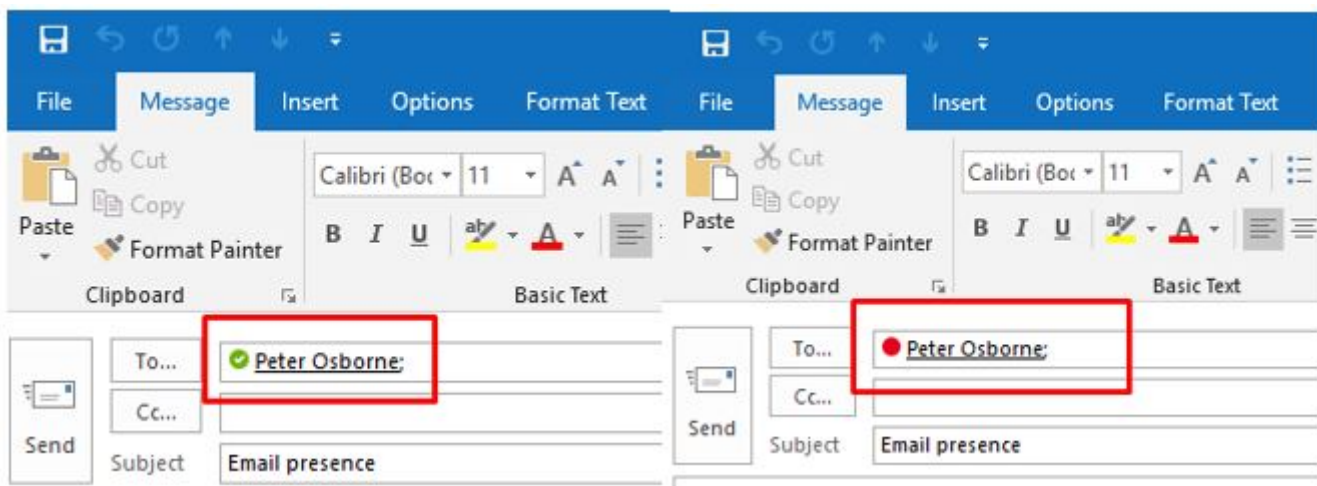 File Message Insert Options Format Text
Cut
Copy
Paste
Format Painter
Clipboard
Calibri (Boc 11
A A
B I U aby A
Basic Text
To... Peter Osborne;
Cc...
Send
Subject Email presence
File Message Insert Options Format Text
Cut
Copy
Paste
Format Painter
Clipboard
Calibri (Boc 11
A A
B I U aby A
Basic Text
To... Peter Osborne;
Cc...
Send
Subject Email presence